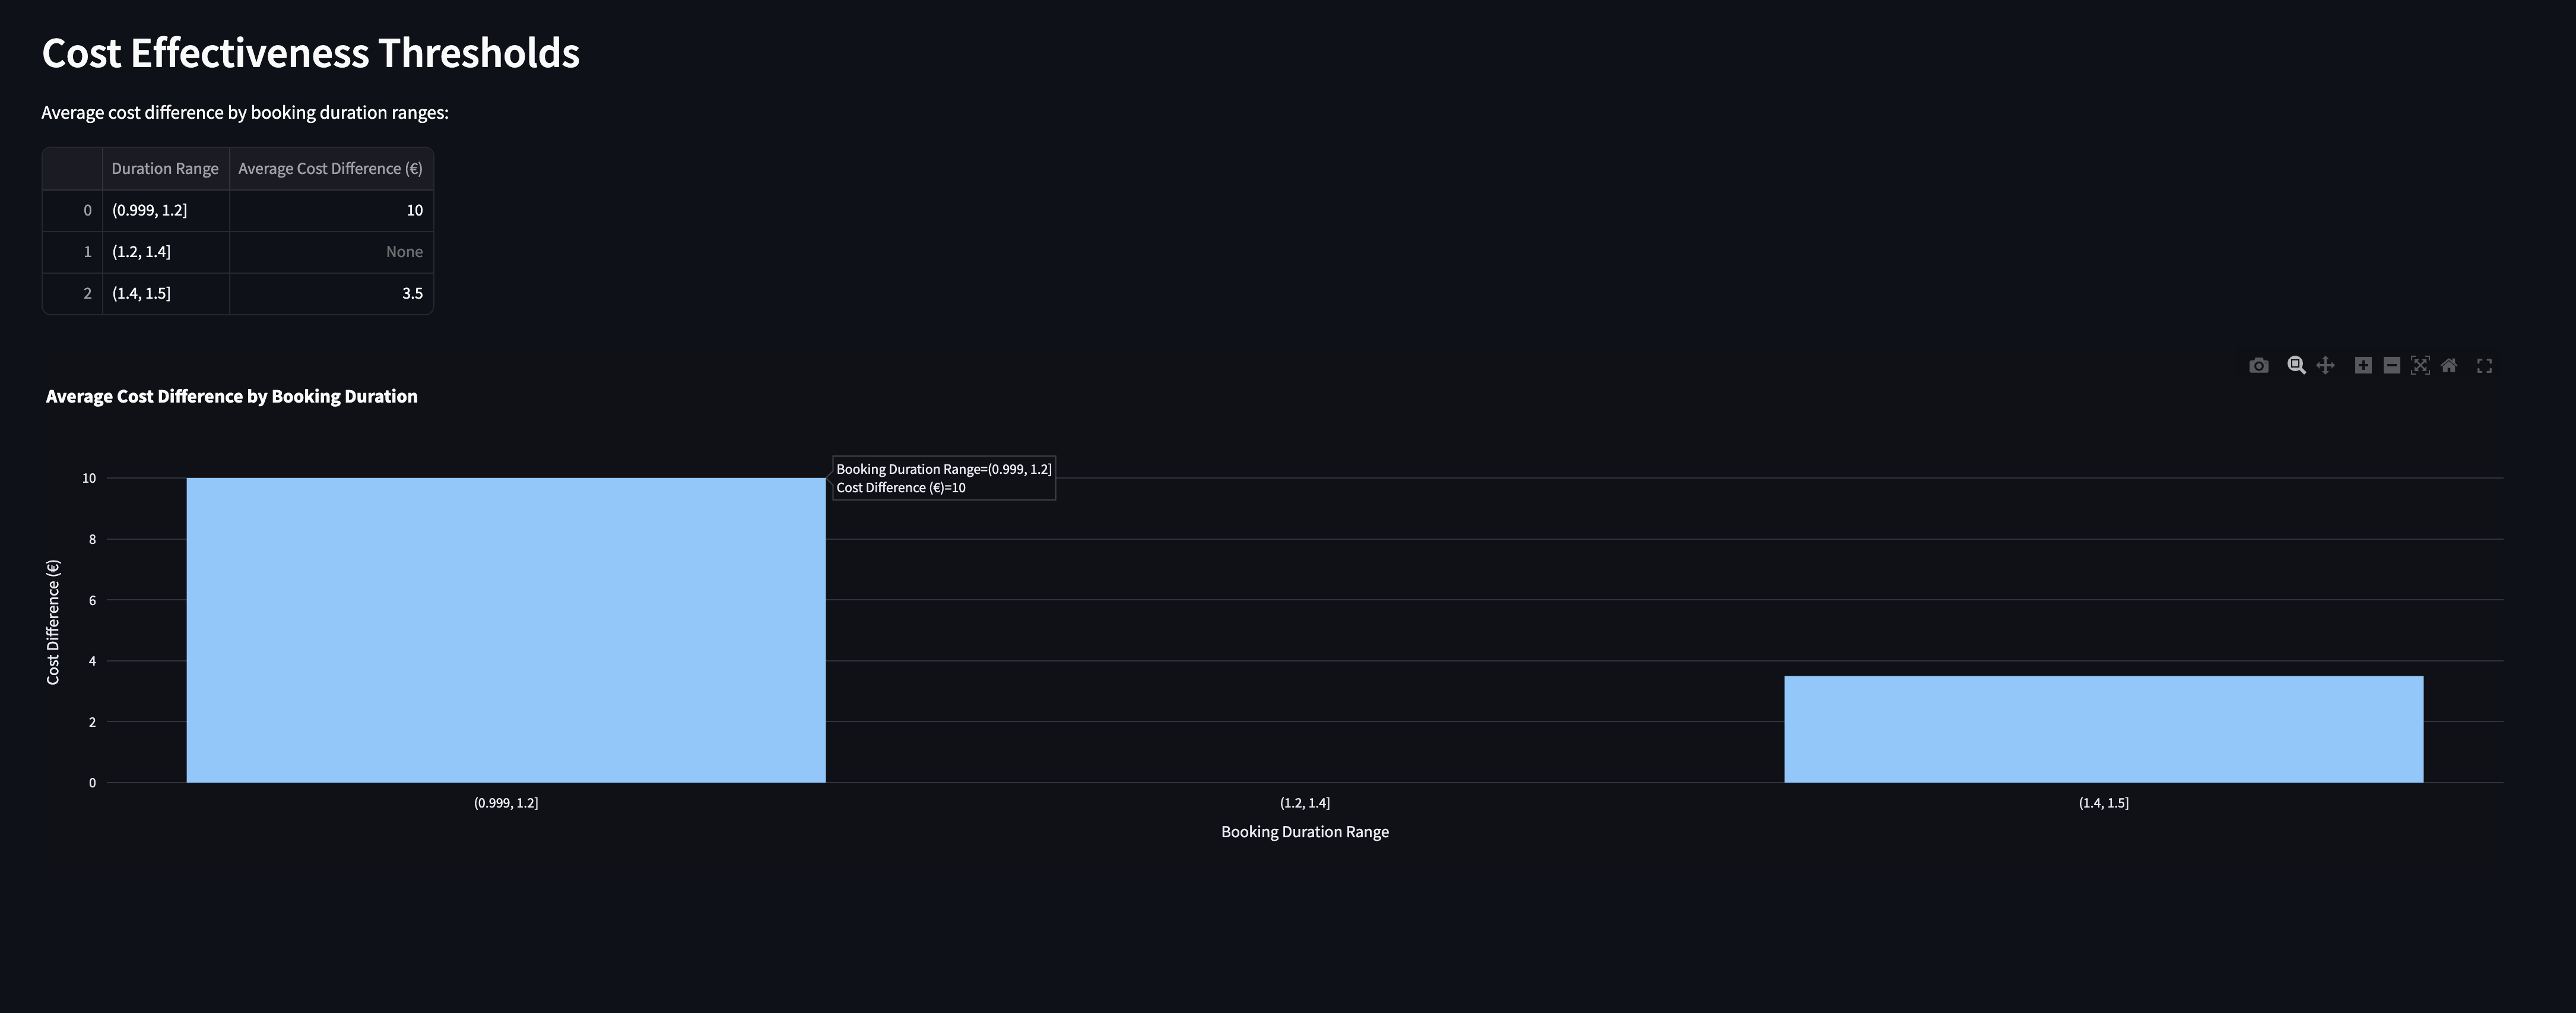 Cost Effectiveness Thresholds
Average cost difference by booking duration ranges:
Duration Range Average Cost Difference (€)
0 (0.999, 1.2] 10
1 (1.2, 1.4] None
2 (1.4, 1.5] 3.5
Average Cost Difference by Booking Duration
Booking Duration Range=(0.999, 1.2]
Cost Difference (€)=10
10
8
6
4
2
0
Cost Difference (€)
(0.999, 1.2] (1.2, 1.4] (1.4, 1.5]
Booking Duration Range